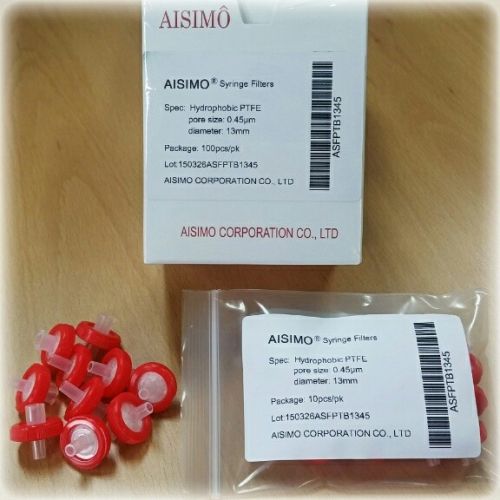 AISIMÔ
AISIMO® Syringe Filters
Spec: Hydrophobic PTFE
pore size: 0.45µm
diameter: 13mm
Package: 100pcs/pk
Lot:150326ASFPTB1345
AISIMO CORPORATION CO., LTD
ASFPTB1345
AISIMO CORPORATION CO., LTD
AISIMO® Syringe Filters
Spec: Hydrophobic PTFE
pore size: 0.45µm
diameter: 13mm
Package: 10pcs/pk
Lot:150326ASFPTB1345
AISIMO CORPORATION CO., LTD
ASFPTB1345